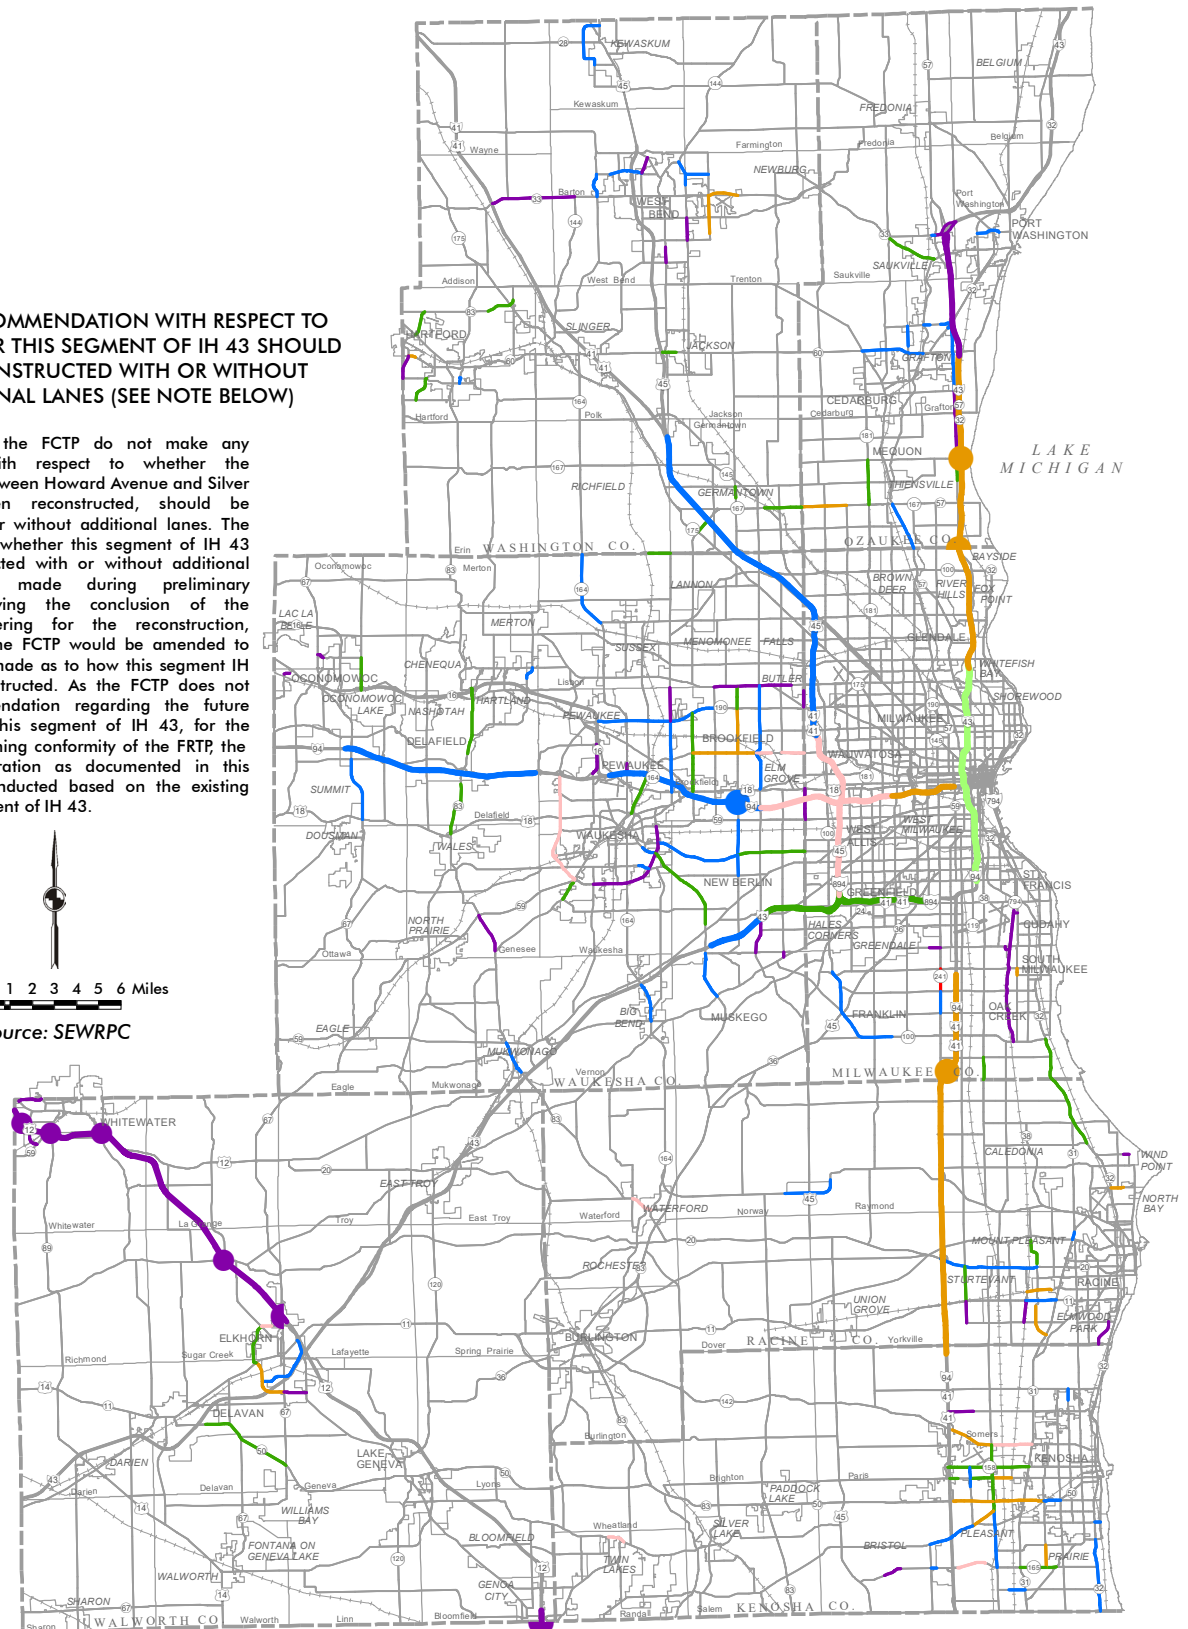 OMMENDATION WITH RESPECT TO
R THIS SEGMENT OF IH 43 SHOULD
NSTRUCTED WITH OR WITHOUT
NAL LANES (SEE NOTE BELOW)
the FCTP do not make any
ith respect to whether the
ween Howard Avenue and Silver
en reconstructed, should be
r without additional lanes. The
whether this segment of IH 43
cted with or without additional
made during preliminary
ving the conclusion of the
ering for the reconstruction,
he FCTP would be amended to
made as to how this segment IH
structed. As the FCTP does not
endation regarding the future
his segment of IH 43, for the
ning conformity of the FRTP, the
ration as documented in this
onducted based on the existing
ent of IH 43.
1 2 3 4 5 6 Miles
ource: SEWRPC
KEWASKUM
Kewaskum
BELGIUM
Belgium
FREDONIA
Fredonia
Wayne
Farmington
NEWBURG
Barton
WEST
BEND
Port
Washington
PORT
WASHINGTON
SAUKVILLE
Saukville
Addison
West Bend
Trenton
HARTFORD
SLINGER
JACKSON
GRAFTON
CEDARBURG
Cedarburg
Grafton
Hartford
Polk
Jackson
Germantown
MEQUON
LAKE
MICHIGAN
RICHFIELD
GERMANTOWN
THIENSVILLE
Erin
WASHINGTON CO.
OZAUKEE CO.
Oconomowoc
Merton
BAYSIDE
LANNON
BROWN
DEER
RIVER
HILLS
FOX
POINT
LAC LA
BELLE
MERTON
SUSSEX
MENOMONEE FALLS
GLENDALE
CHENEQUA
WHITEFISH
BAY
OCONOMOWOC
Lisbon
BUTLER
OCONOMOWOC
LAKE
NASHOTAH
HARTLAND
SHOREWOOD
PEWAUKEE
MILWAUKEE
DELAFIELD
BROOKFIELD
WAUWATOSA
PEWAUKEE
ELM
GROVE
Brookfield
SUMMIT
Delafield
DOUSMAN
WALES
WAUKESHA
WEST
ALLIS
WEST
MILWAUKEE
NEW BERLIN
ST.
FRANCIS
GREENFIELD
NORTH
PRAIRIE
HALES
CORNERS
GREENDALE
CUDAHY
Ottawa
Genesee
Waukesha
SOUTH
MILWAUKEE
EAGLE
BIG
BEND
MUSKEGO
FRANKLIN
OAK
CREEK
MUKWONAGO
Vernon
Eagle
Mukwonago
WAUKESHA CO.
MILWAUKEE CO.
WHITEWATER
CALEDONIA
WIND
POINT
EAST TROY
NORTH
BAY
Whitewater
La Grange
Troy
East Troy
Waterford
WATERFORD
Norway
Raymond
MOUNT PLEASANT
ROCHESTER
STURTEVANT
RACINE
UNION
GROVE
ELMWOOD
PARK
ELKHORN
BURLINGTON
Dover
RACINE CO.
Yorkville
Richmond
Sugar Creek
Lafayette
Spring Prairie
DELAVAN
Burlington
Somers
DARIEN
LAKE
GENEVA
KENOSHA
Darien
Delavan
Geneva
Lyons
Brighton
Paris
PADDOCK
LAKE
WILLIAMS
BAY
Wheatland
SILVER
LAKE
PLEASANT
PRAIRIE
FONTANA ON
GENEVA LAKE
BLOOMFIELD
BRISTOL
TWIN
LAKES
WALWORTH
GENOA
CITY
SHARON
Sharon
WALWORTH CO
Walworth
Linn
Bloomfield
Randall
Salem
KENOSHA CO.